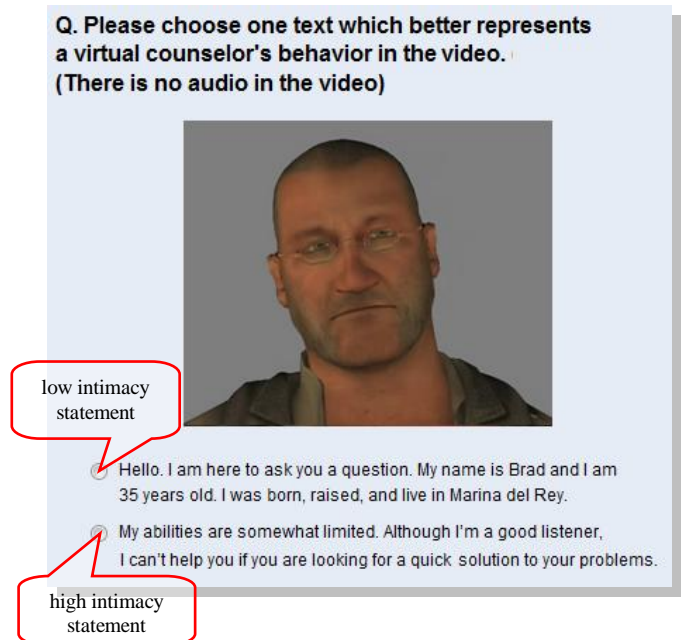 Q. Please choose one text which better represents
a virtual counselor's behavior in the video.
(There is no audio in the video)
low intimacy
statement
Hello. I am here to ask you a question. My name is Brad and I am
35 years old. I was born, raised, and live in Marina del Rey.
My abilities are somewhat limited. Although I'm a good listener,
I can't help you if you are looking for a quick solution to your problems.
high intimacy
statement